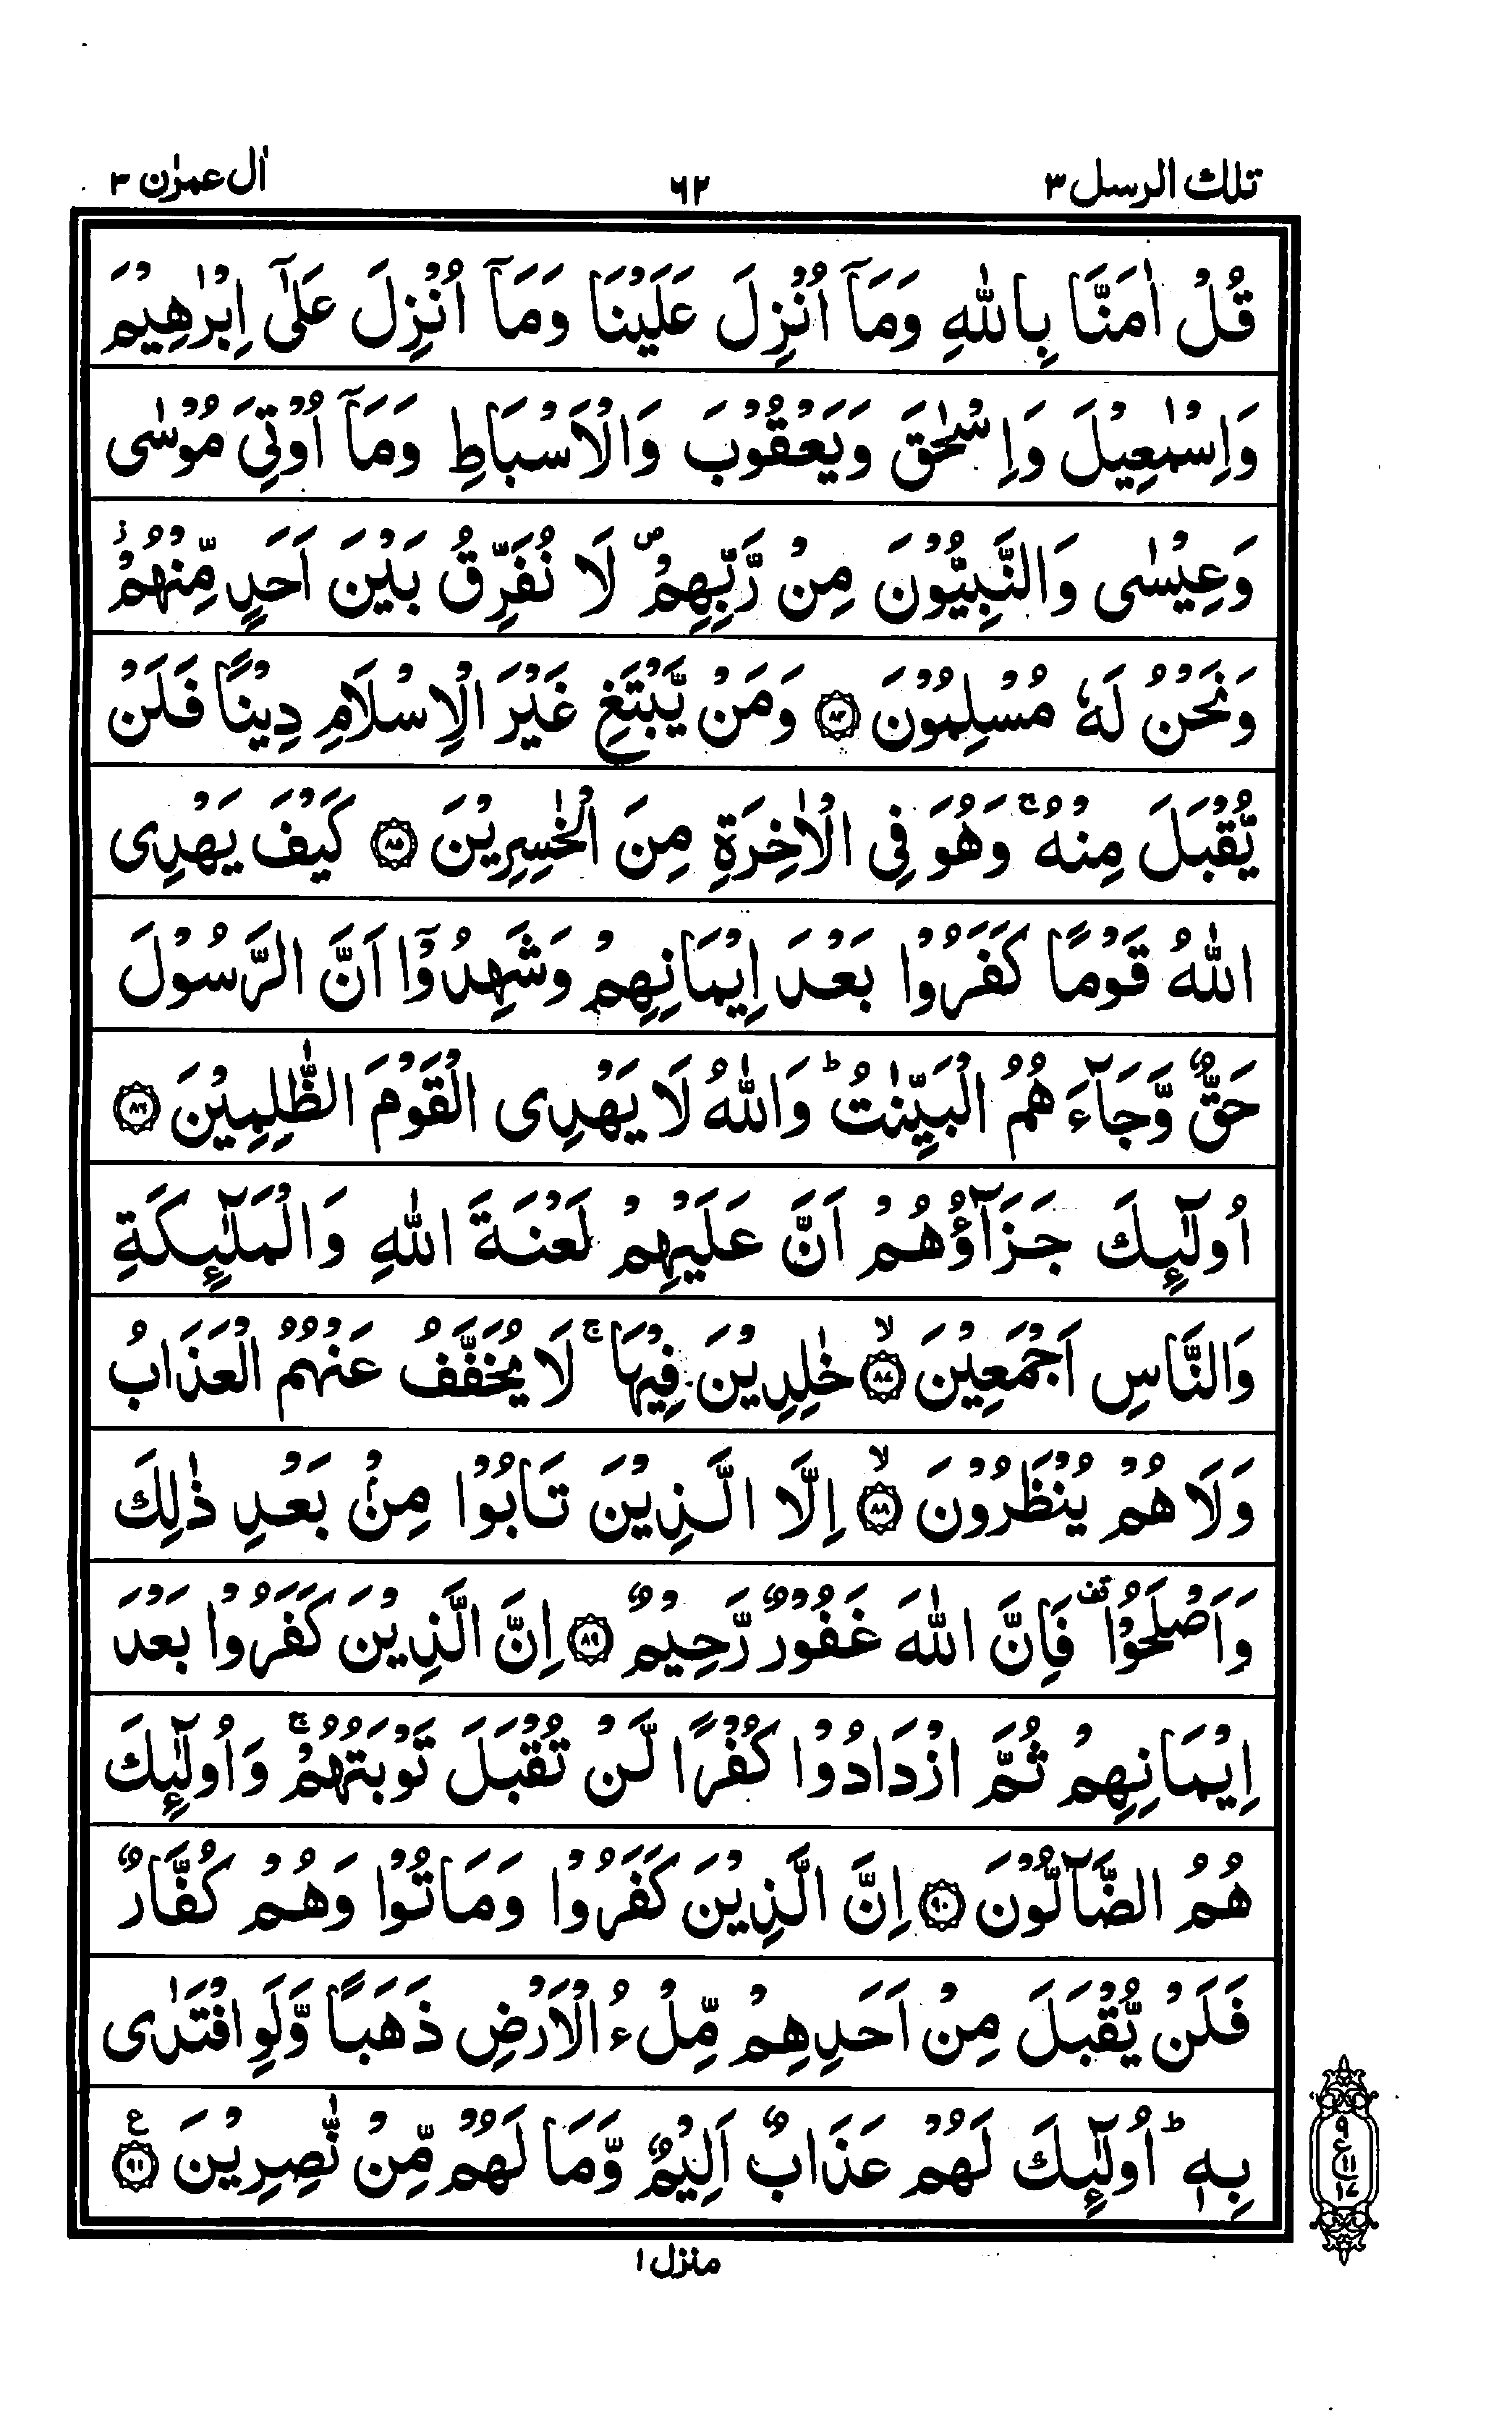 تلك الرسل ٣
٦٢
اٰل عمرٰن ٣
قُلْ اٰمَنَّا بِاللّٰهِ وَمَآ اُنْزِلَ عَلَيْنَا وَمَآ اُنْزِلَ عَلٰٓى اِبْرٰهِيْمَ
وَاِسْمٰعِيْلَ وَاِسْحٰقَ وَيَعْقُوْبَ وَالْاَسْبَاطِ وَمَآ اُوْتِيَ مُوْسٰى
وَعِيْسٰى وَالنَّبِيُّوْنَ مِنْ رَّبِّهِمْ ۪ لَا نُفَرِّقُ بَيْنَ اَحَدٍ مِّنْهُمْ ؗ
وَنَحْنُ لَهٗ مُسْلِمُوْنَ ۝٨٤ وَمَنْ يَّبْتَغِ غَيْرَ الْاِسْلَامِ دِيْنًا فَلَنْ
يُّقْبَلَ مِنْهُ ۚ وَهُوَ فِى الْاٰخِرَةِ مِنَ الْخٰسِرِيْنَ ۝٨٥ كَيْفَ يَهْدِى
اللّٰهُ قَوْمًا كَفَرُوْا بَعْدَ اِيْمَانِهِمْ وَشَهِدُوْٓا اَنَّ الرَّسُوْلَ
حَقٌّ وَّجَآءَهُمُ الْبَيِّنٰتُ ؕ وَاللّٰهُ لَا يَهْدِى الْقَوْمَ الظّٰلِمِيْنَ ۝٨٦
اُولٰٓئِكَ جَزَآؤُهُمْ اَنَّ عَلَيْهِمْ لَعْنَةَ اللّٰهِ وَالْمَلٰٓئِكَةِ
وَالنَّاسِ اَجْمَعِيْنَ ۙ۝٨٧ خٰلِدِيْنَ فِيْهَا ۚ لَا يُخَفَّفُ عَنْهُمُ الْعَذَابُ
وَلَا هُمْ يُنْظَرُوْنَ ۙ۝٨٨ اِلَّا الَّذِيْنَ تَابُوْا مِنْۢ بَعْدِ ذٰلِكَ
وَاَصْلَحُوْا ۟ قف فَاِنَّ اللّٰهَ غَفُوْرٌ رَّحِيْمٌ ۝٨٩ اِنَّ الَّذِيْنَ كَفَرُوْا بَعْدَ
اِيْمَانِهِمْ ثُمَّ ازْدَادُوْا كُفْرًا لَّنْ تُقْبَلَ تَوْبَتُهُمْ ۚ وَاُولٰٓئِكَ
هُمُ الضَّآلُّوْنَ ۝٩٠ اِنَّ الَّذِيْنَ كَفَرُوْا وَمَاتُوْا وَهُمْ كُفَّارٌ
فَلَنْ يُّقْبَلَ مِنْ اَحَدِهِمْ مِّلْءُ الْاَرْضِ ذَهَبًا وَّلَوِ افْتَدٰى
بِهٖ ؕ اُولٰٓئِكَ لَهُمْ عَذَابٌ اَلِيْمٌ وَّمَا لَهُمْ مِّنْ نّٰصِرِيْنَ ۝٩١ ع
٩
ع ١١
١٧
منزل ١